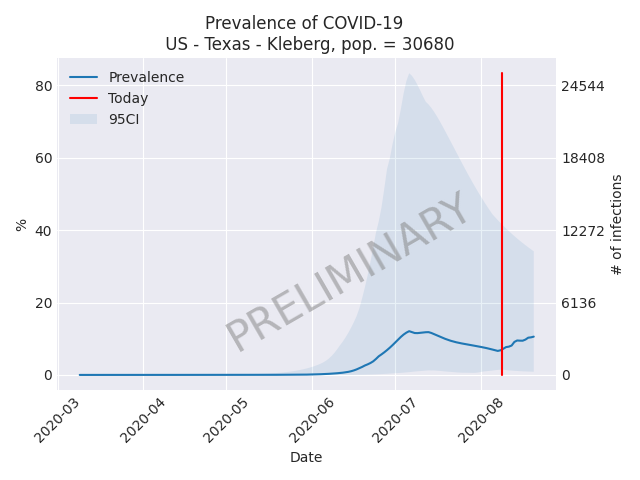 Prevalence of COVID-19
US - Texas - Kleberg, pop. = 30680
Prevalence
Today
95CI
80
60
40
20
0
%
24544
18408
12272
6136
0
# of infections
PRELIMINARY
2020-03
2020-04
2020-05
2020-06
2020-07
2020-08
Date